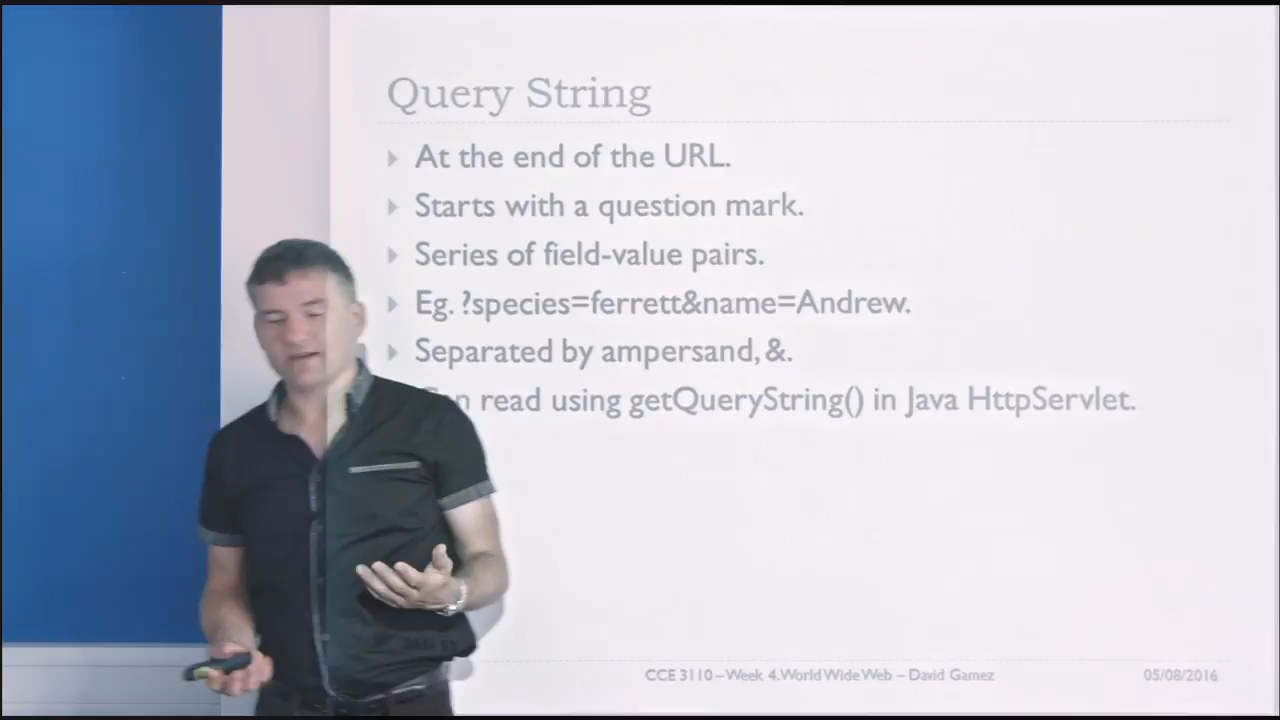 Query String
At the end of the URL.
Starts with a question mark.
Series of field-value pairs.
Eg. ?species=ferrett&name=Andrew.
Separated by ampersand, &.
read using getQueryString() in Java HttpServlet.
CCE 3110 – Week 4. World Wide Web – David Gamez
05/08/2016